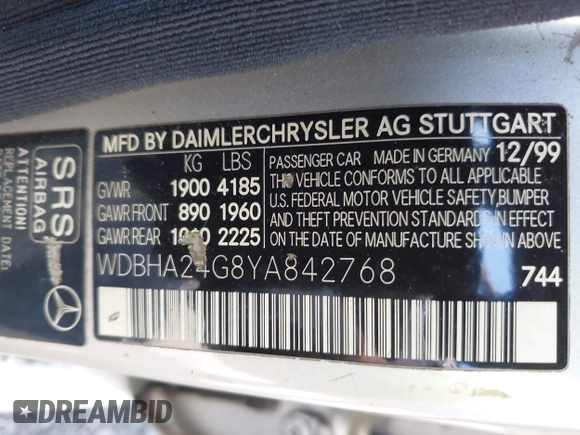 MFD BY DAIMLERCHRYSLER AG STUTTGART
KG LBS
GVWR 1900 4185
GAWR FRONT 890 1960
GAWR REAR 2225
PASSENGER CAR MADE IN GERMANY 12/99
THIS VEHICLE CONFORMS TO ALL APPLICABLE
U.S. FEDERAL MOTOR VEHICLE SAFETY, BUMPER
AND THEFT PREVENTION STANDARDS IN EFFECT
ON THE DATE OF MANUFACTURE SHOWN ABOVE.
WDBHA24G8YA842768
744
SRS
AIRBAG
ATTENTION!
REPLACEMENT DATE
DREAMBID